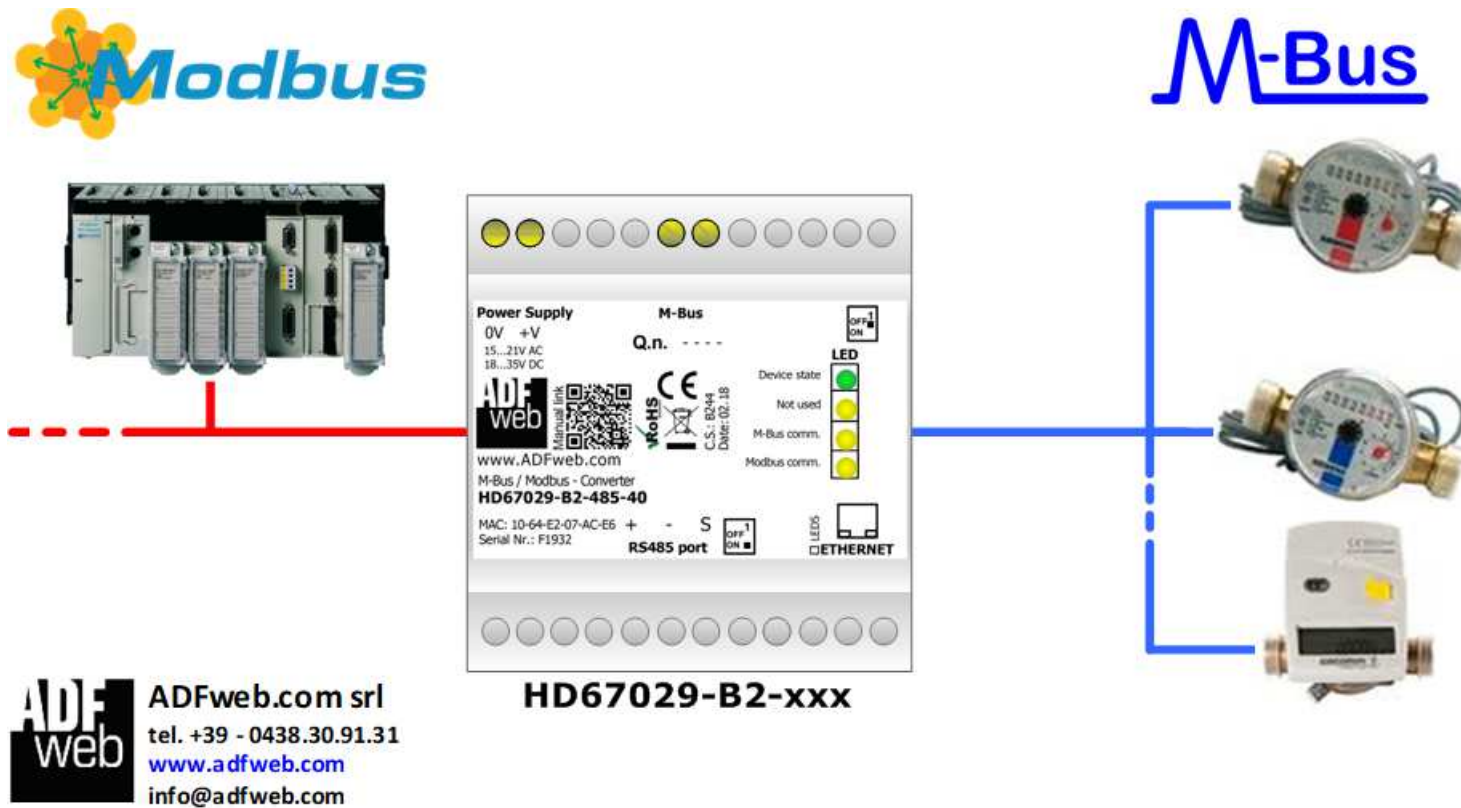 Modbus
M-Bus
Power Supply
M-Bus
0V +V
15...21V AC
18...35V DC
Q.n. - - - -
OFF 1
ON
LED
Device state
Not used
M-Bus comm.
Modbus comm.
ADF
web
Manual link
CE
RoHS
C.S.: B244
Date: 02.18
www.ADFweb.com
M-Bus / Modbus - Converter
HD67029-B2-485-40
MAC: 10-64-E2-07-AC-E6
Serial Nr.: F1932
+ - S
RS485 port
OFF 1
ON
LEDS
ETHERNET
HD67029-B2-xxx
ADF
web
ADFweb.com srl
tel. +39 - 0438.30.91.31
www.adfweb.com
info@adfweb.com